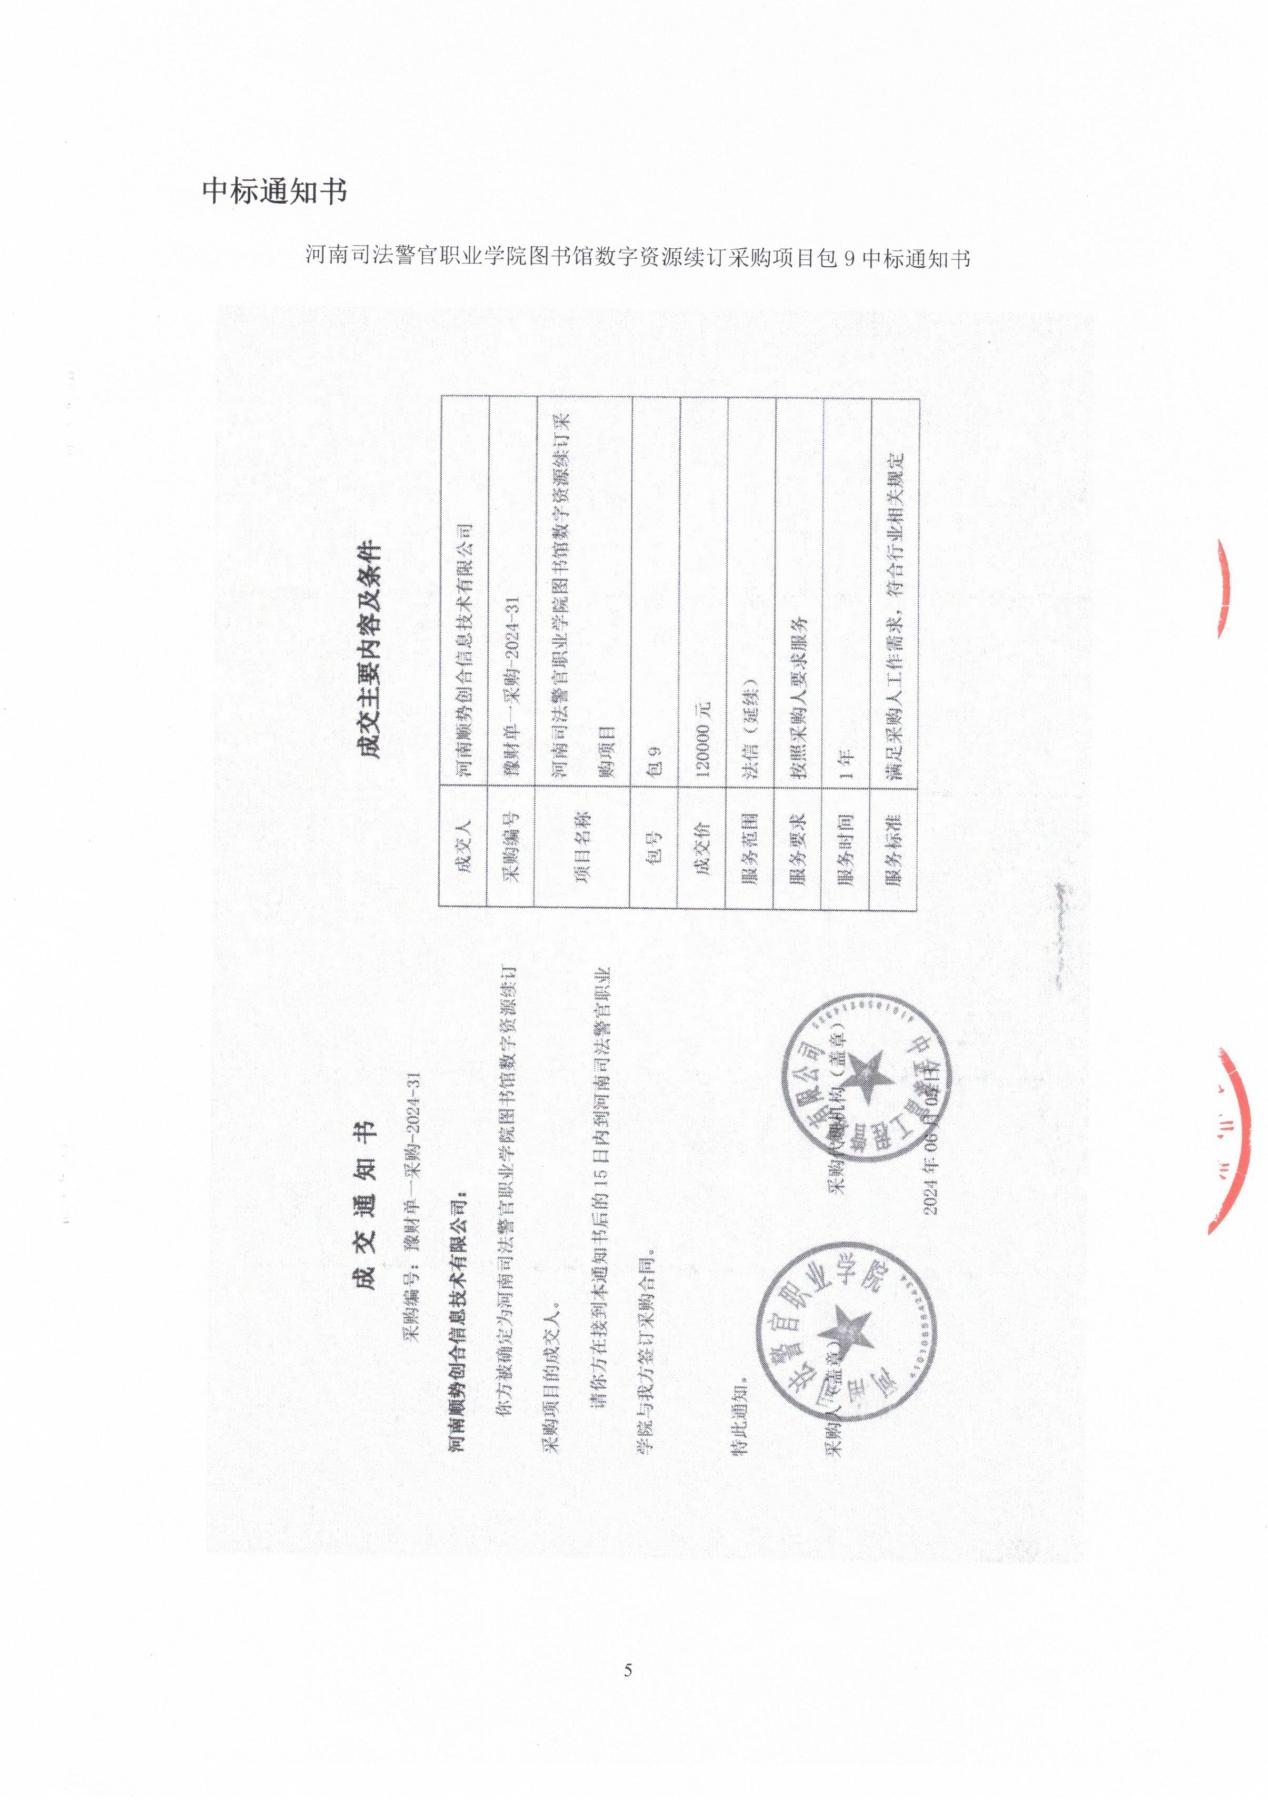 中标通知书
河南司法警官职业学院图书馆数字资源续订采购项目包 9 中标通知书
成 交 通 知 书
采购编号：豫财单一采购-2024-31
河南顺势创合信息技术有限公司：
你方被确定为河南司法警官职业学院图书馆数字资源续订
采购项目的成交人。
请你方在接到本通知书后的 15 日内到河南司法警官职业
学院与我方签订采购合同。
特此通知。
采购人（盖章） 采购代理机构（盖章）
2024 年 06 月
成交主要内容及条件
成交人 河南顺势创合信息技术有限公司
采购编号 豫财单一采购-2024-31
项目名称 河南司法警官职业学院图书馆数字资源续订采
购项目
包号 包 9
成交价 120000 元
服务范围 法信（延续）
服务要求 按照采购人要求服务
服务时间 1 年
服务标准 满足采购人工作需求，符合行业相关规定
5